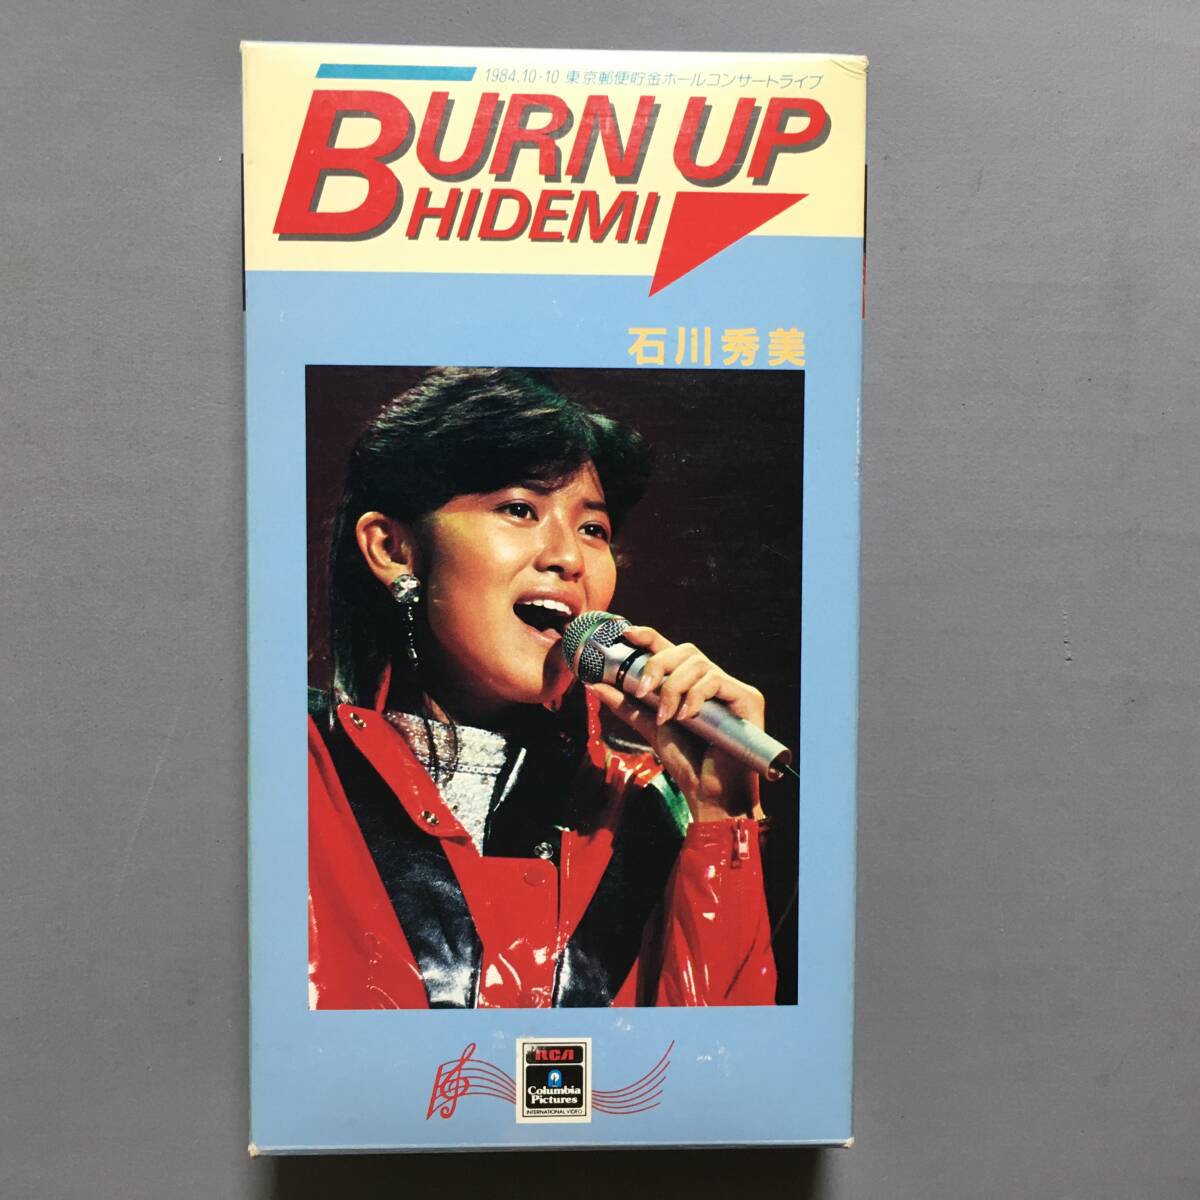 1984.10・10 東京郵便貯金ホールコンサートライブ
BURN UP
HIDEMI
石川秀美
RCA
Columbia
Pictures
INTERNATIONAL VIDEO